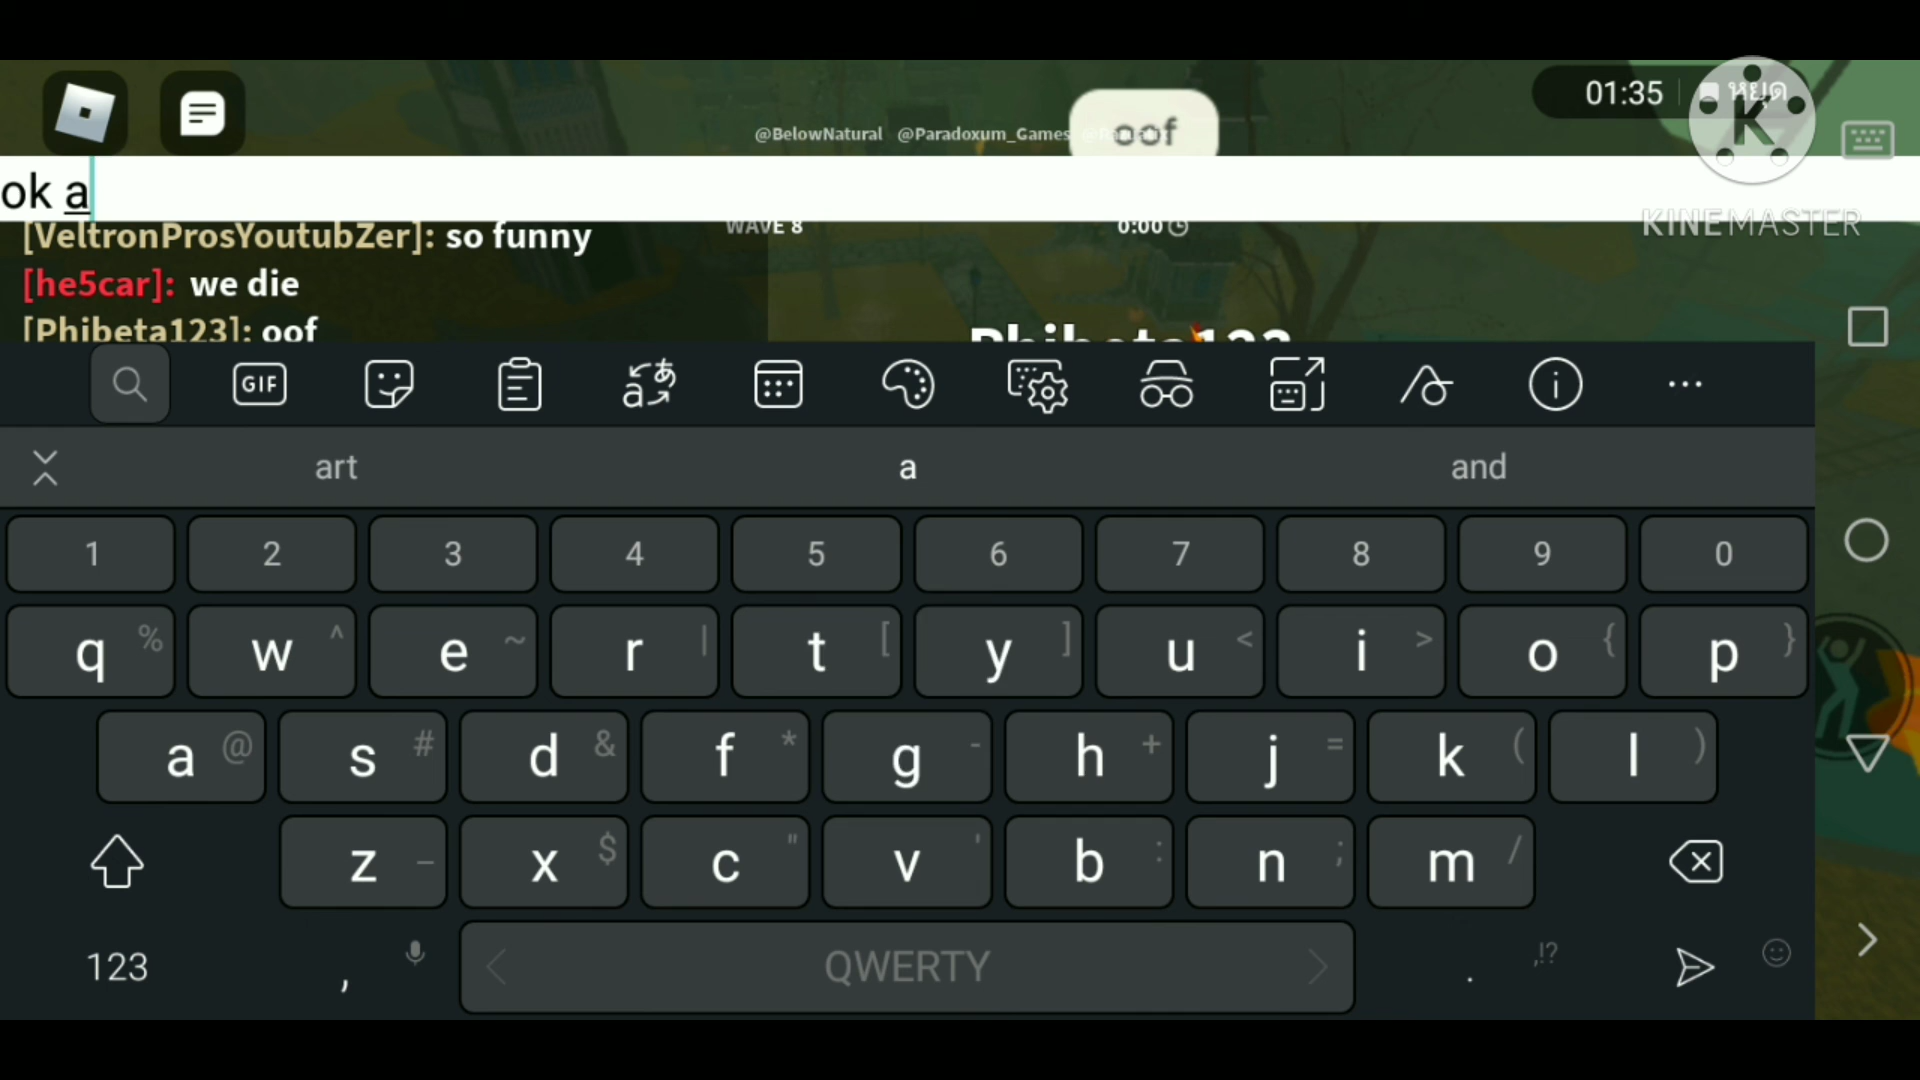 01:35 หยุด
oof
@BelowNatural @Paradoxum_Games
K
ok a
KINEMASTER
[VeltronProsYoutubZer]: so funny
WAVE 8
0:00
[he5car]: we die
[Phibeta123]: oof
Phibeta123
GIF
art a and
1 2 3 4 5 6 7 8 9 0
q % w ^ e ~ r | t [ y ] u < i > o { p }
a @ s # d & f * g - h + j = k ( l )
z _ x $ c " v ' b : n ; m /
123 , QWERTY . ,!?